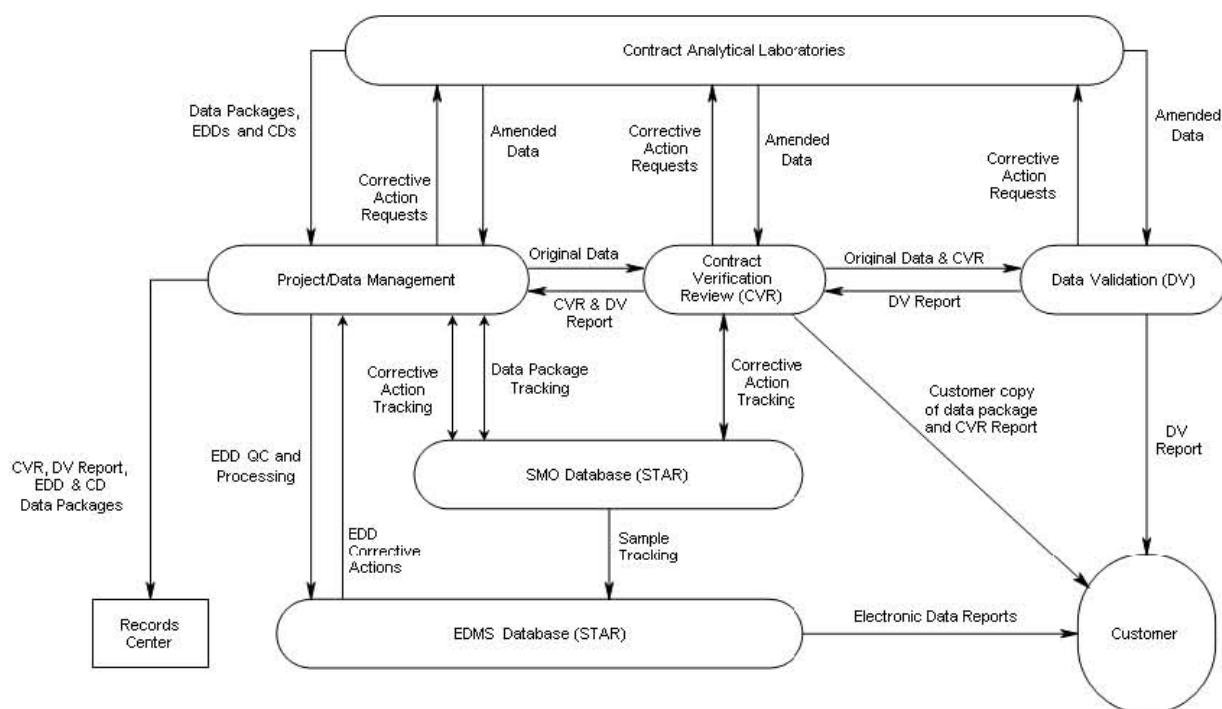 Contract Analytical Laboratories
Data Packages,
EDDs and CDs
Corrective
Action
Requests
Amended
Data
Corrective
Action
Requests
Amended
Data
Corrective
Action
Requests
Amended
Data
Project/Data Management
Original Data
CVR & DV
Report
Contract
Verification
Review (CVR)
Original Data & CVR
DV Report
Data Validation (DV)
Corrective
Action
Tracking
Data Package
Tracking
Corrective
Action
Tracking
Customer copy
of data package
and CVR Report
DV
Report
CVR, DV Report,
EDD & CD
Data Packages
EDD QC and
Processing
SMO Database (STAR)
EDD
Corrective
Actions
Sample
Tracking
Records
Center
EDMS Database (STAR)
Electronic Data Reports
Customer